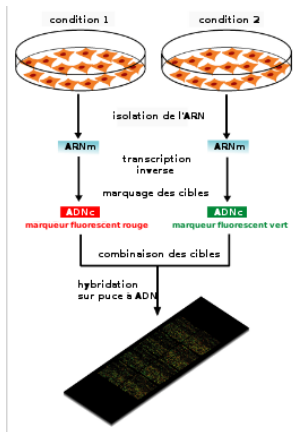 condition 1
condition 2
isolation de l'ARN
ARNm
ARNm
transcription
inverse
marquage des cibles
ADNc
ADNc
marqueur fluorescent rouge
marqueur fluorescent vert
combinaison des cibles
hybridation
sur puce à ADN